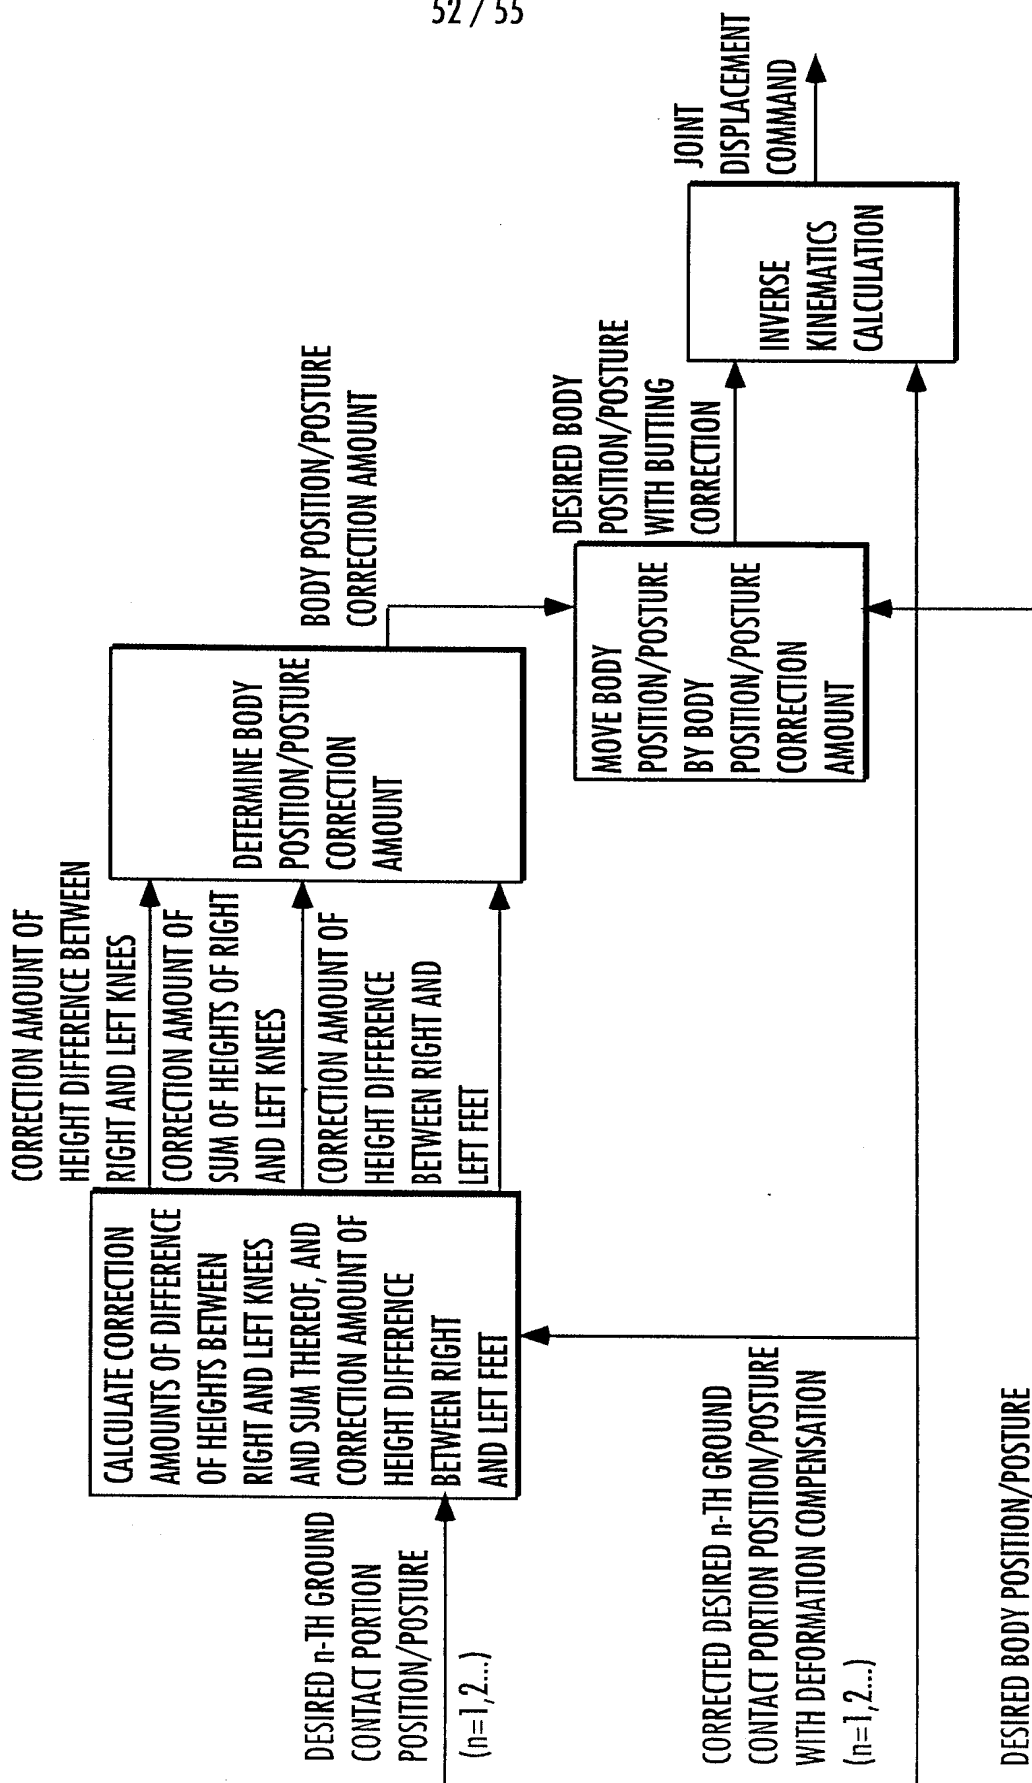 52 / 55
CORRECTION AMOUNT OF
HEIGHT DIFFERENCE BETWEEN
RIGHT AND LEFT KNEES
CORRECTION AMOUNT OF
SUM OF HEIGHTS OF RIGHT
AND LEFT KNEES
CORRECTION AMOUNT OF
HEIGHT DIFFERENCE
BETWEEN RIGHT AND
LEFT FEET
CALCULATE CORRECTION
AMOUNTS OF DIFFERENCE
OF HEIGHTS BETWEEN
RIGHT AND LEFT KNEES
AND SUM THEREOF, AND
CORRECTION AMOUNT OF
HEIGHT DIFFERENCE
BETWEEN RIGHT
AND LEFT FEET
DETERMINE BODY
POSITION/POSTURE
CORRECTION
AMOUNT
BODY POSITION/POSTURE
CORRECTION AMOUNT
DESIRED n-TH GROUND
CONTACT PORTION
POSITION/POSTURE
(n=1,2...)
MOVE BODY
POSITION/POSTURE
BY BODY
POSITION/POSTURE
CORRECTION
AMOUNT
DESIRED BODY
POSITION/POSTURE
WITH BUTTING
CORRECTION
INVERSE
KINEMATICS
CALCULATION
JOINT
DISPLACEMENT
COMMAND
CORRECTED DESIRED n-TH GROUND
CONTACT PORTION POSITION/POSTURE
WITH DEFORMATION COMPENSATION
(n=1,2...)
DESIRED BODY POSITION/POSTURE